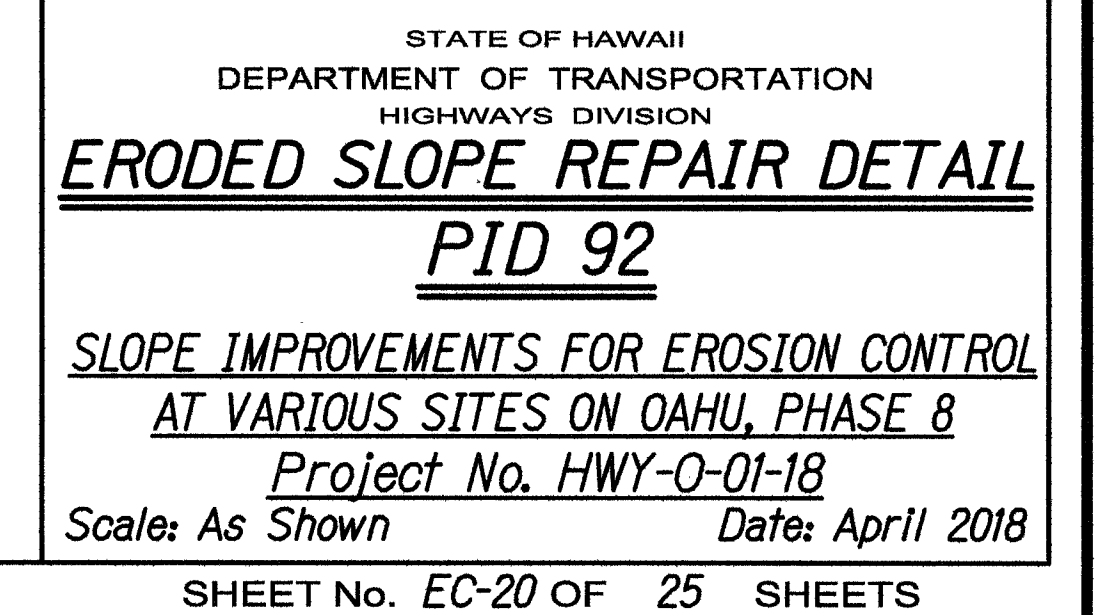 STATE OF HAWAII
DEPARTMENT OF TRANSPORTATION
HIGHWAYS DIVISION
ERODED SLOPE REPAIR DETAIL
PID 92
SLOPE IMPROVEMENTS FOR EROSION CONTROL
AT VARIOUS SITES ON OAHU, PHASE 8
Project No. HWY-O-01-18
Scale: As Shown Date: April 2018
SHEET No. EC-20 OF 25 SHEETS